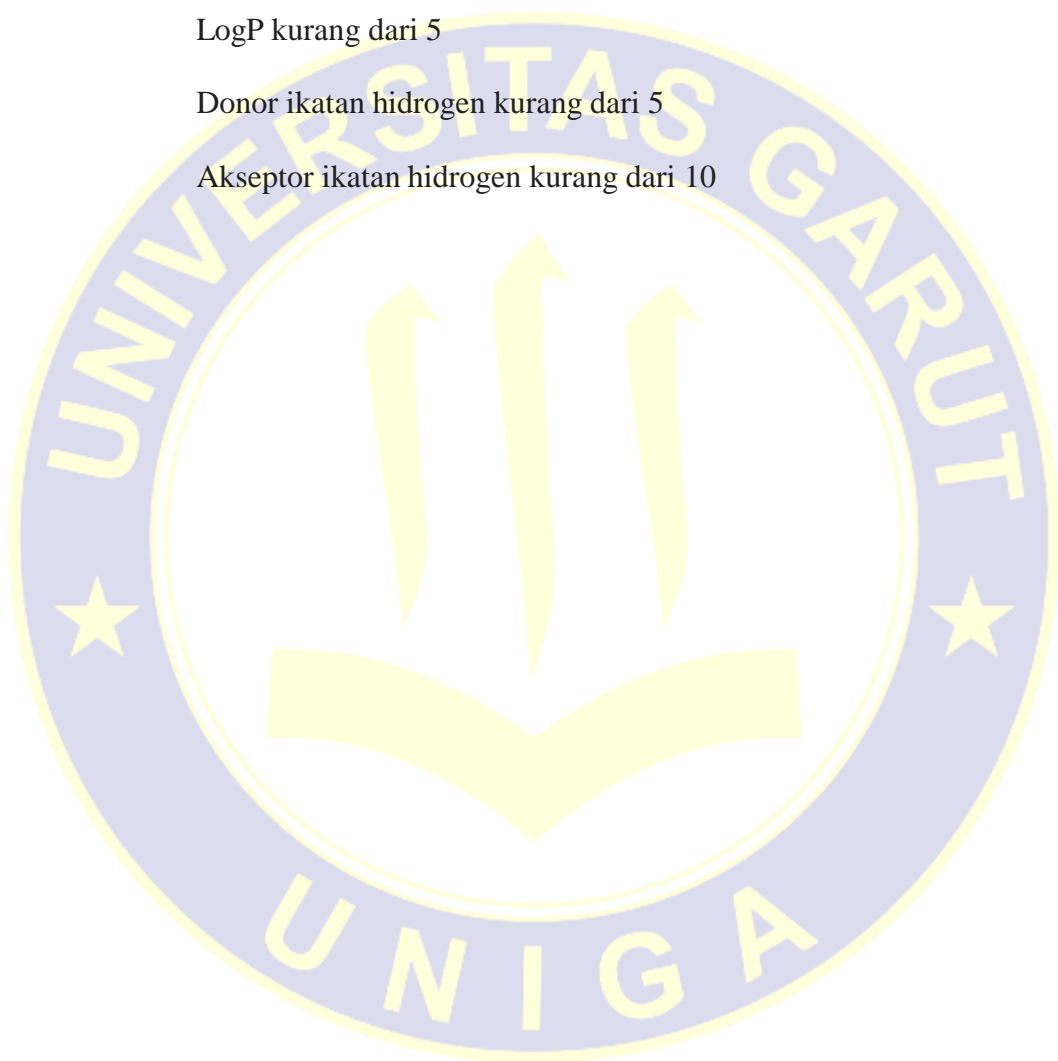 LogP kurang dari 5
Donor ikatan hidrogen kurang dari 5
Akseptor ikatan hidrogen kurang dari 10
UNIVERSITAS GARUT
UNIGA